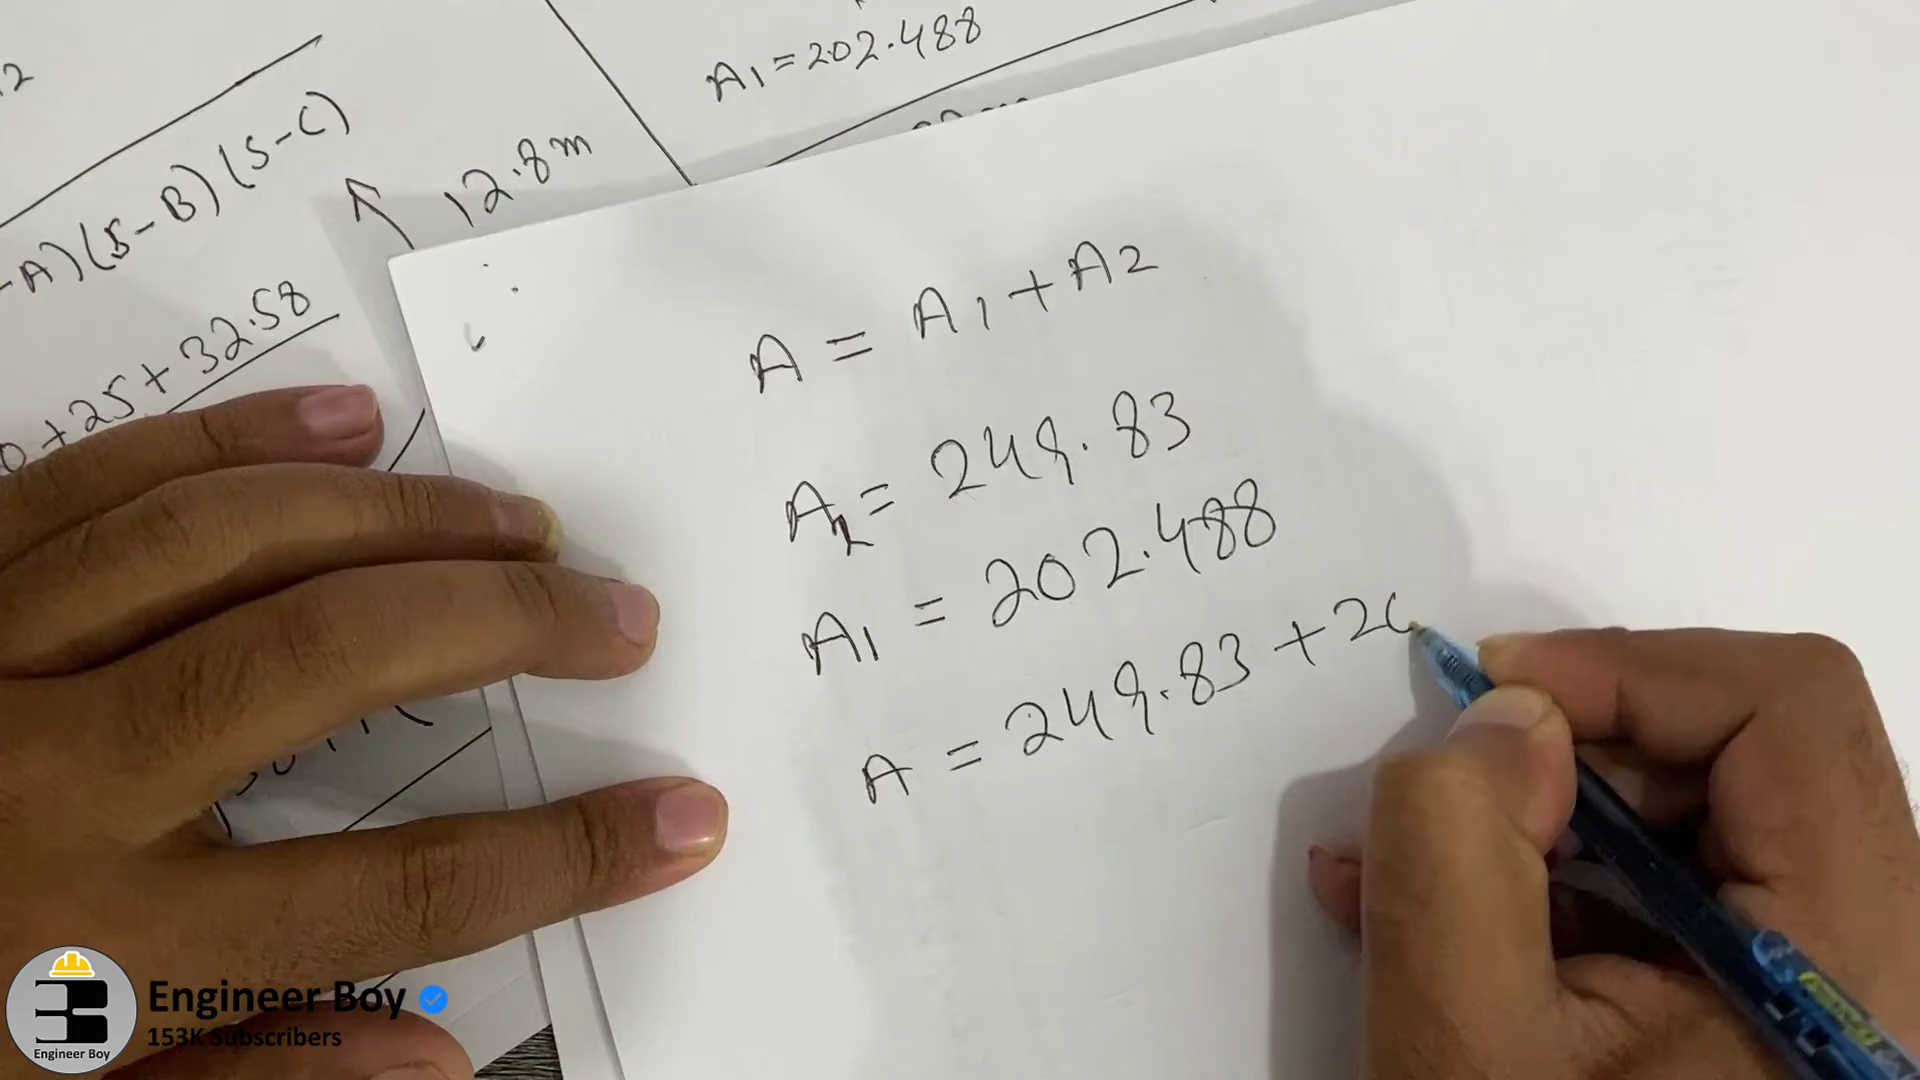 A1=202.488
12.8m
-A)(S-B)(S-C)
0+25+32.58
A = A1+A2
A2 = 249.83
A1 = 202.488
A = 249.83+20
Engineer Boy
153K Subscribers
Engineer Boy